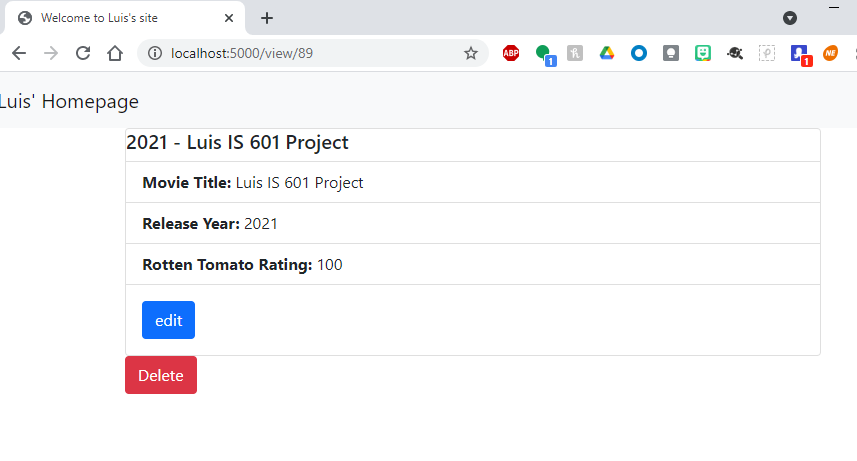 Welcome to Luis's site
localhost:5000/view/89
ABP
1
1
NE
Luis' Homepage
2021 - Luis IS 601 Project
Movie Title: Luis IS 601 Project
Release Year: 2021
Rotten Tomato Rating: 100
edit
Delete